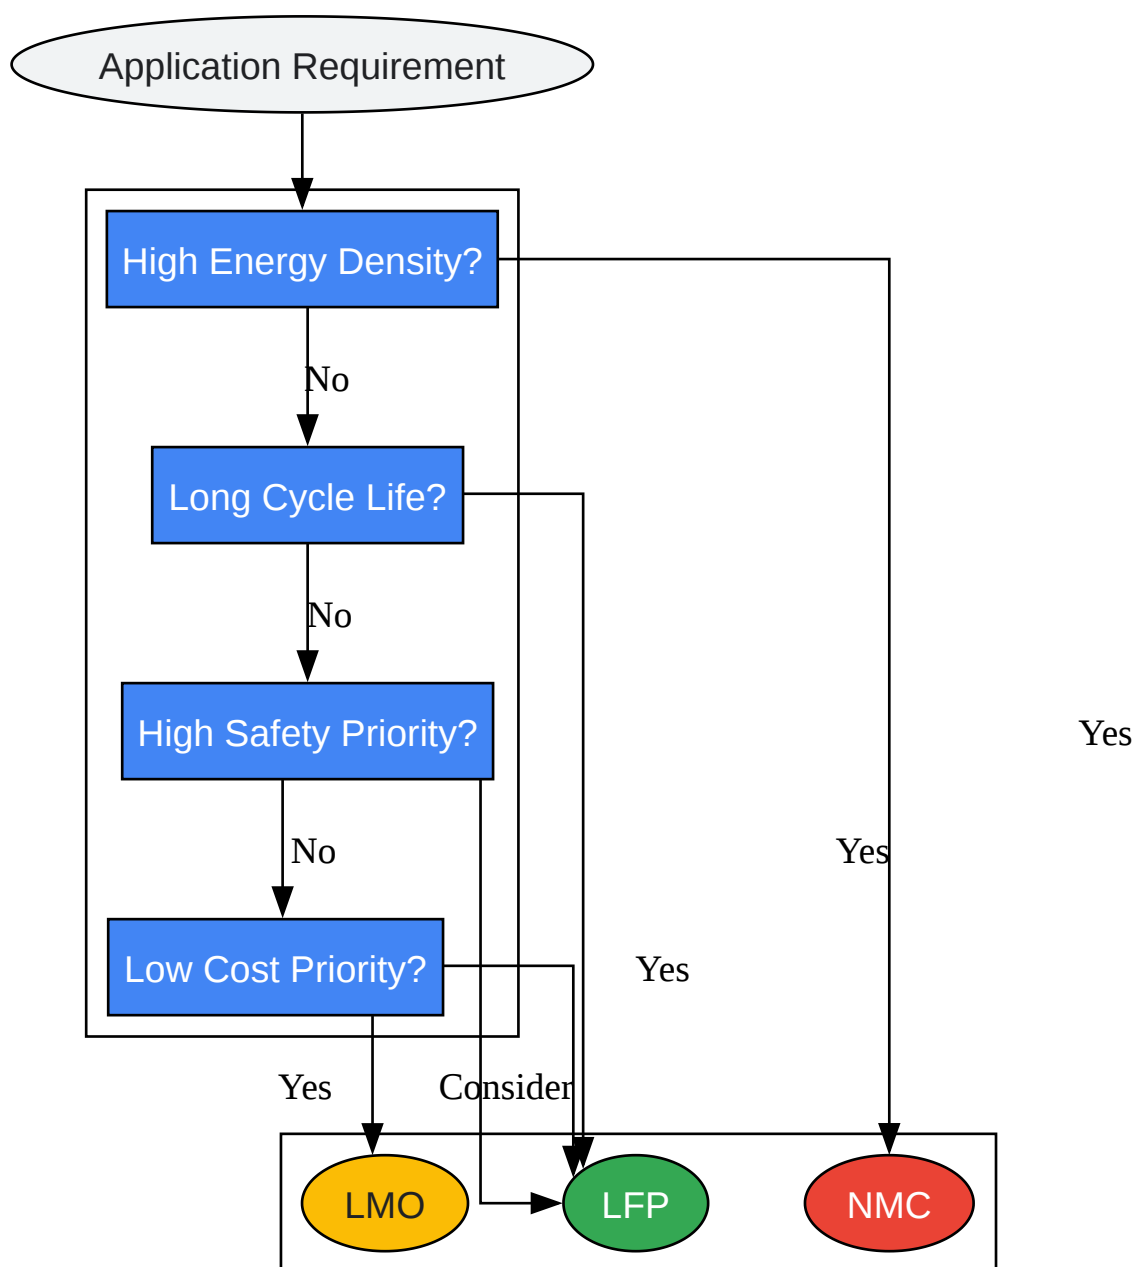 Application Requirement
High Energy Density?
No
Long Cycle Life?
No
High Safety Priority?
Yes
No
Yes
Low Cost Priority?
Yes
Yes
Consider
LMO
LFP
NMC